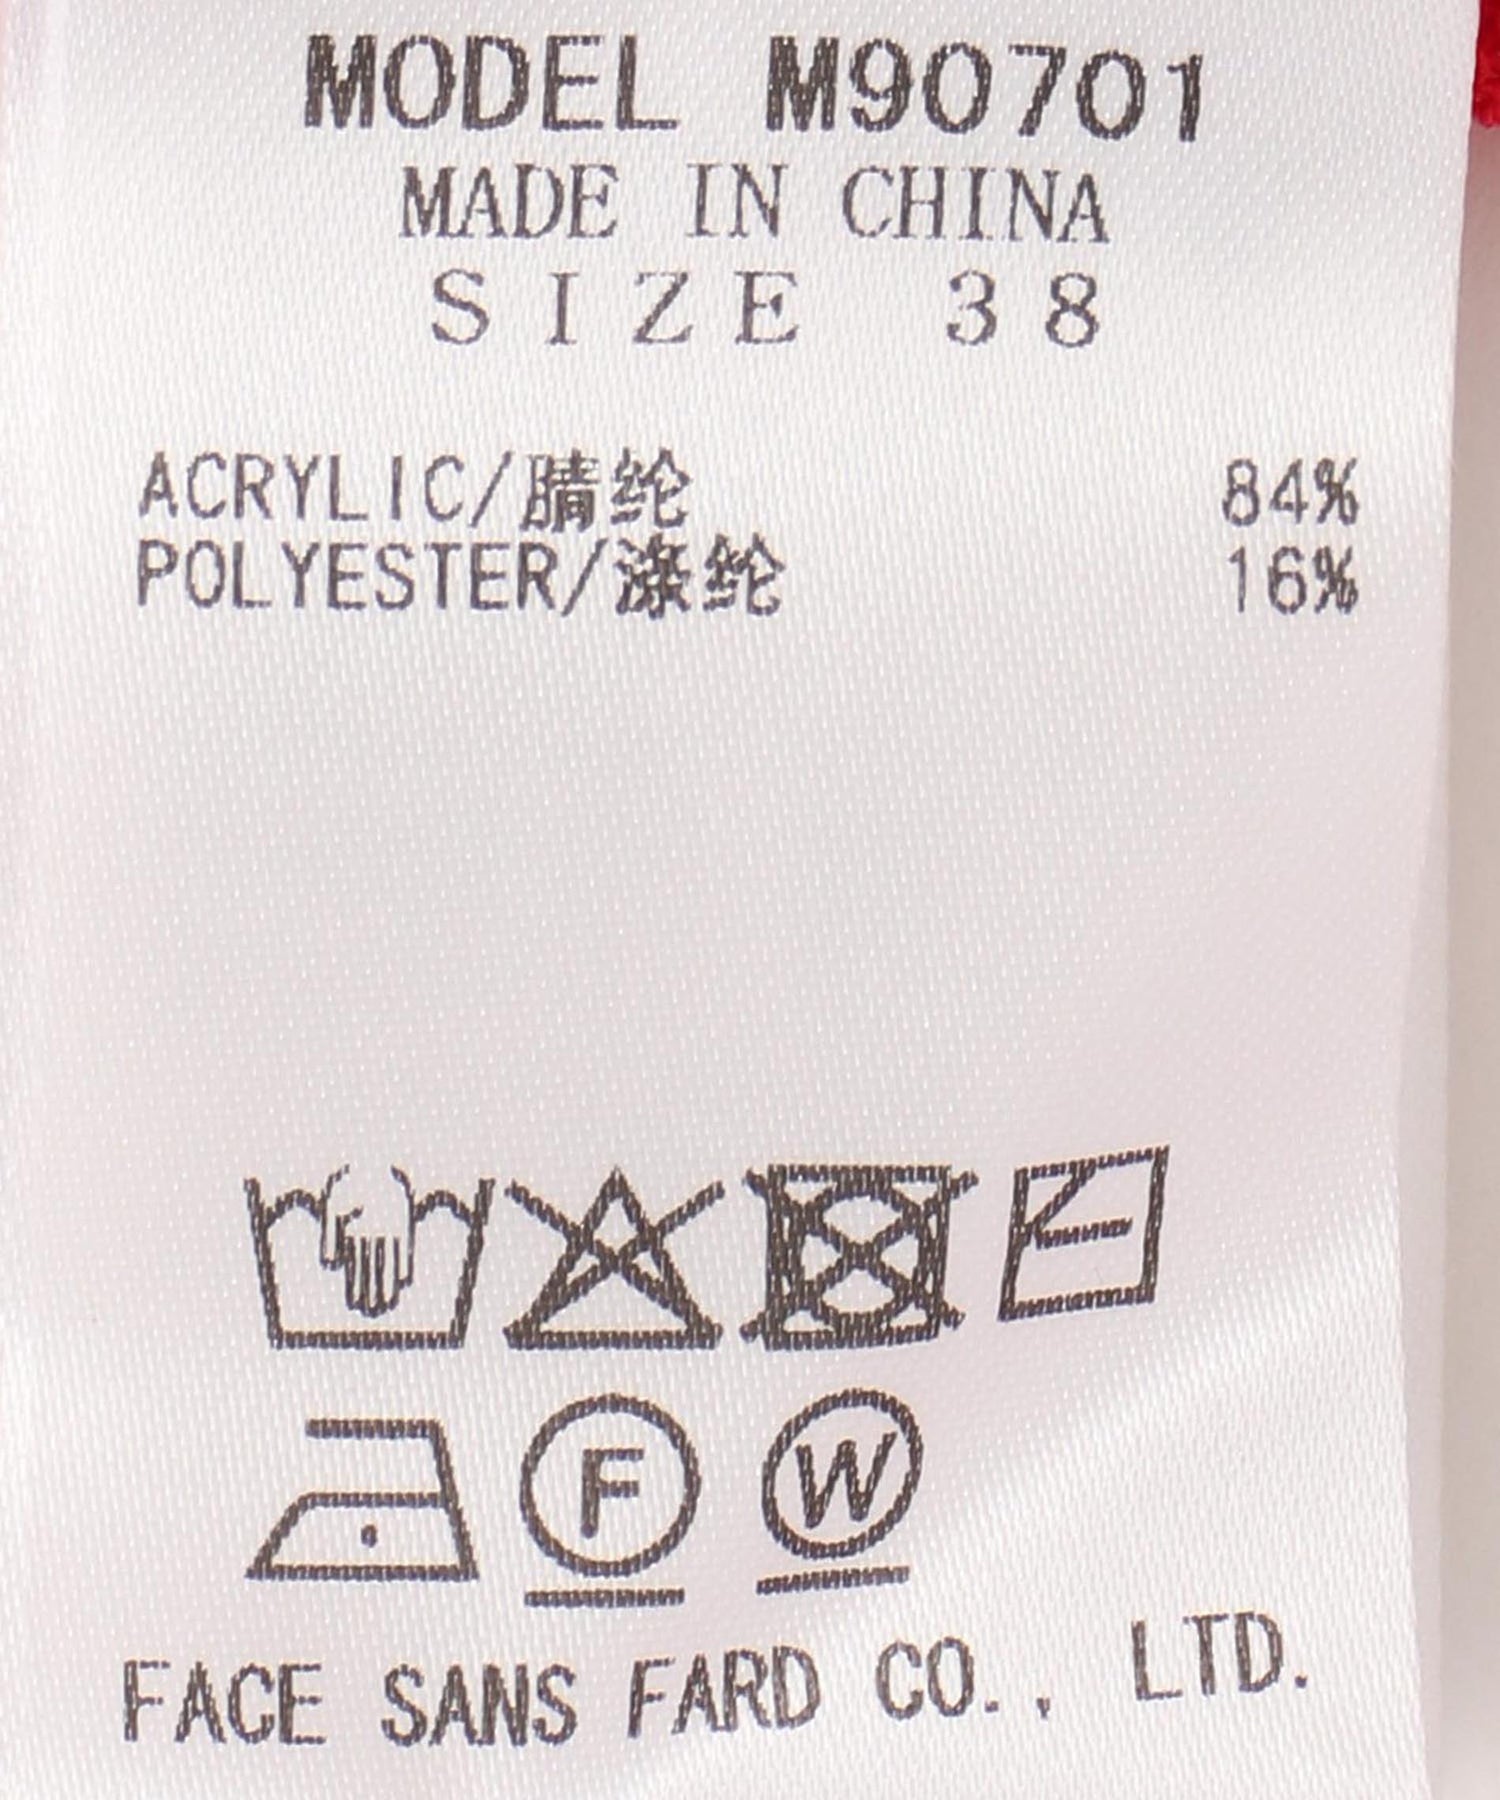 MODEL M90701
MADE IN CHINA
SIZE 38
ACRYLIC/腈纶 84%
POLYESTER/涤纶 16%
F W
FACE SANS FARD CO., LTD.